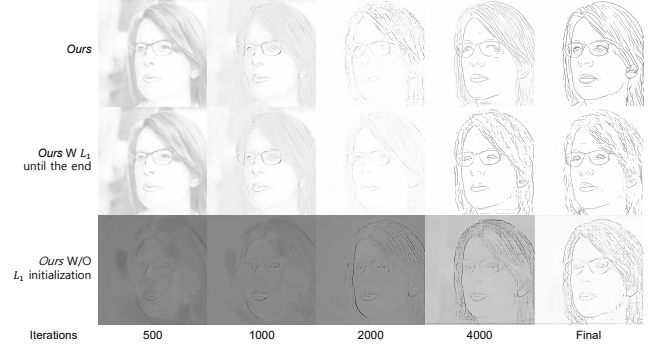 Ours
Ours W L₁
until the end
Ours W/O
L₁ initialization
Iterations 500 1000 2000 4000 Final